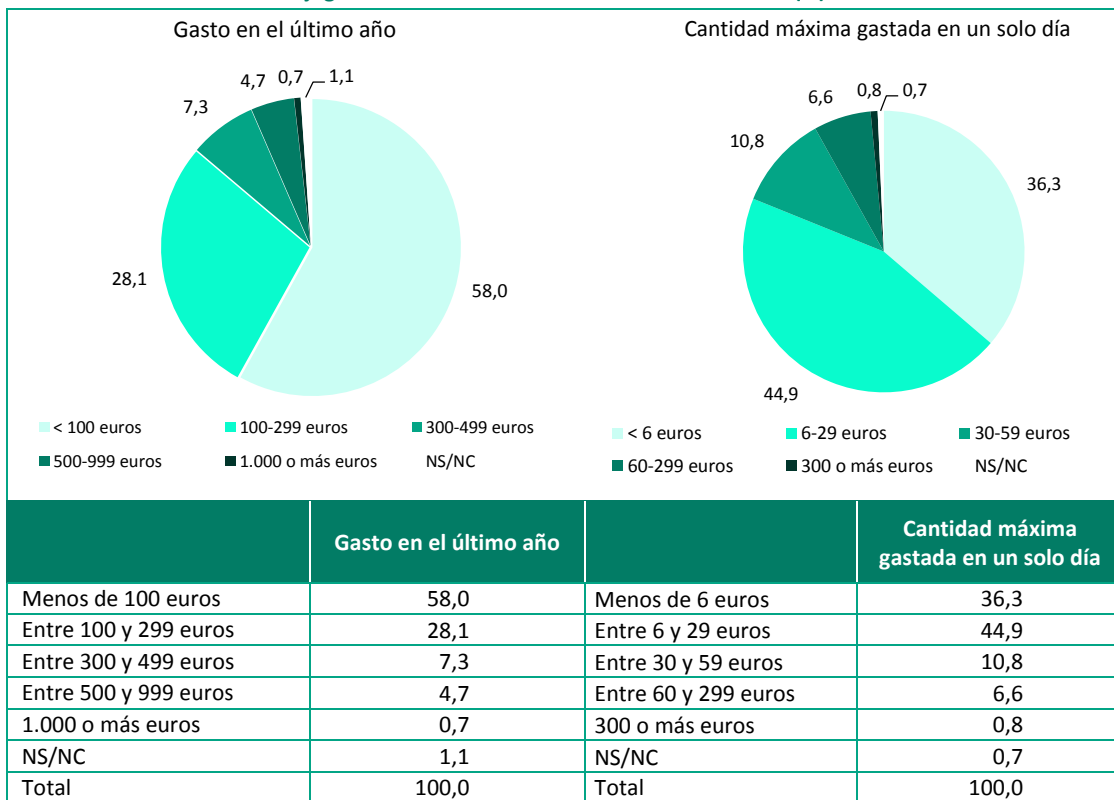 Gasto en el último año
4,7 0,7 1,1
7,3
28,1
58,0
< 100 euros 100-299 euros 300-499 euros
500-999 euros 1.000 o más euros NS/NC
Cantidad máxima gastada en un solo día
6,6 0,8 0,7
10,8
36,3
44,9
< 6 euros 6-29 euros 30-59 euros
60-299 euros 300 o más euros NS/NC
Gasto en el último año Cantidad máxima
gastada en un solo día
Menos de 100 euros 58,0 Menos de 6 euros 36,3
Entre 100 y 299 euros 28,1 Entre 6 y 29 euros 44,9
Entre 300 y 499 euros 7,3 Entre 30 y 59 euros 10,8
Entre 500 y 999 euros 4,7 Entre 60 y 299 euros 6,6
1.000 o más euros 0,7 300 o más euros 0,8
NS/NC 1,1 NS/NC 0,7
Total 100,0 Total 100,0